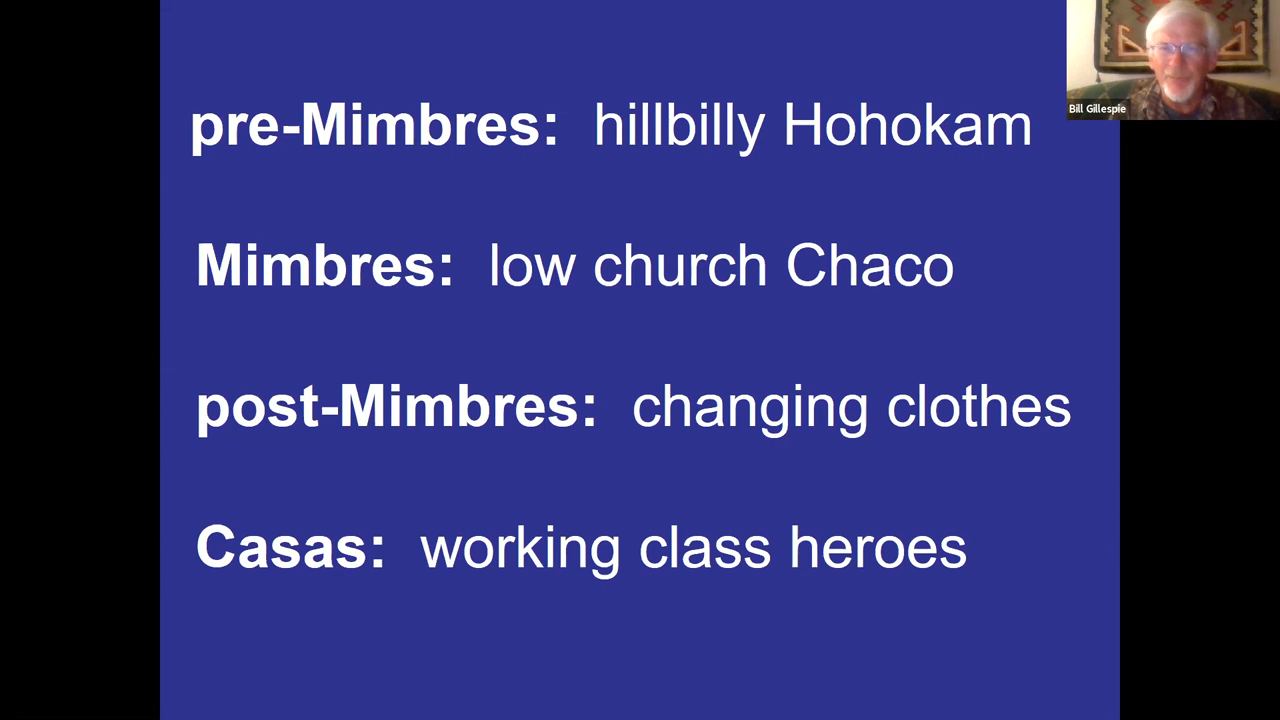 pre-Mimbres: hillbilly Hohokam
Bill Gillespie
Mimbres: low church Chaco
post-Mimbres: changing clothes
Casas: working class heroes